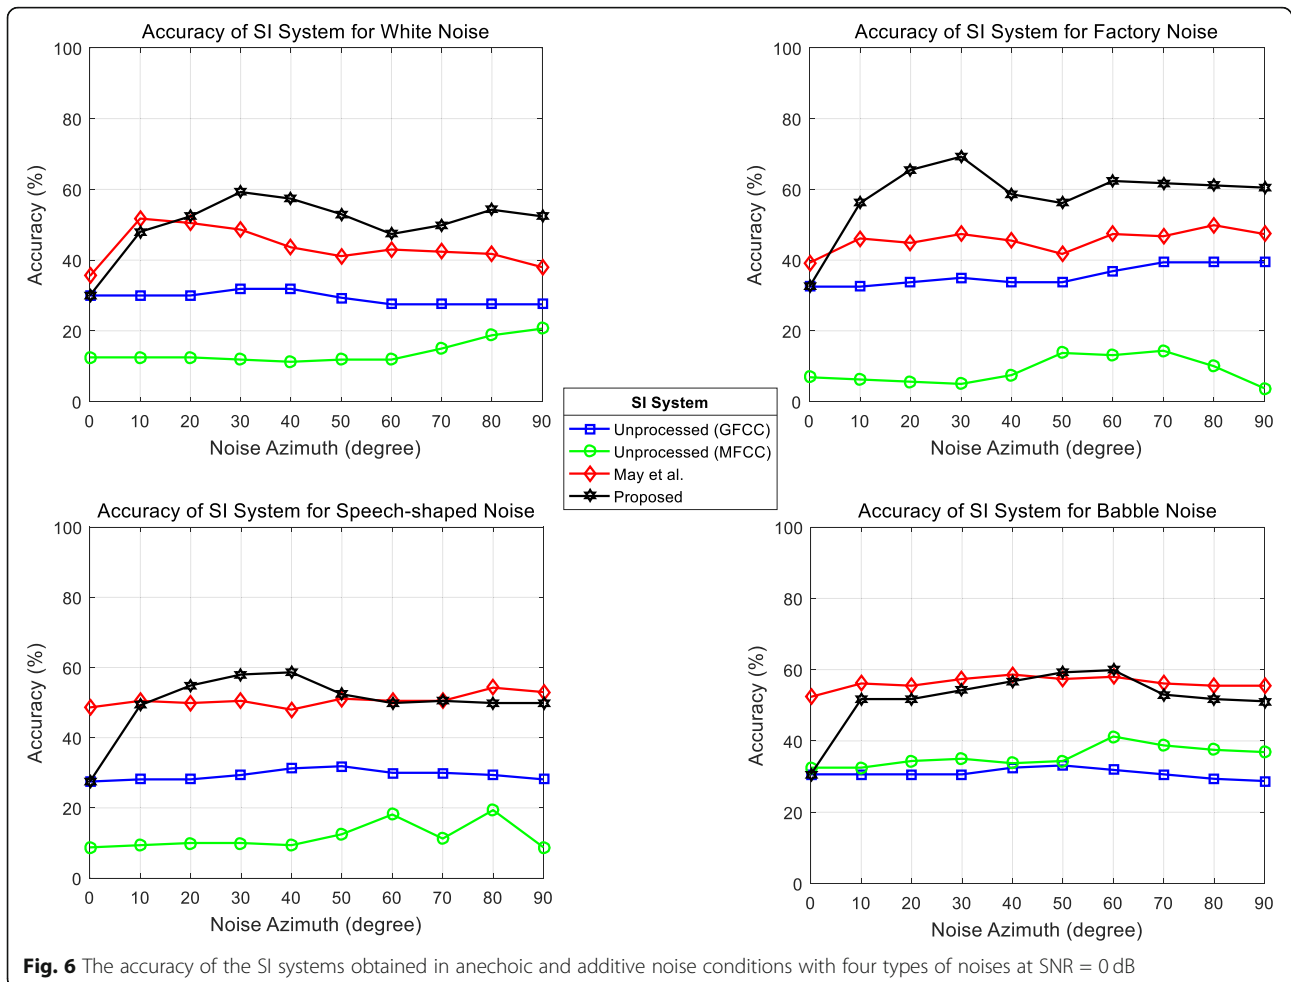 Accuracy of SI System for White Noise
100
80
60
40
20
0
Accuracy (%)
0 10 20 30 40 50 60 70 80 90
Noise Azimuth (degree)
Accuracy of SI System for Factory Noise
100
80
60
40
20
0
Accuracy (%)
0 10 20 30 40 50 60 70 80 90
Noise Azimuth (degree)
SI System
Unprocessed (GFCC)
Unprocessed (MFCC)
May et al.
Proposed
Accuracy of SI System for Speech-shaped Noise
100
80
60
40
20
0
Accuracy (%)
0 10 20 30 40 50 60 70 80 90
Noise Azimuth (degree)
Accuracy of SI System for Babble Noise
100
80
60
40
20
0
Accuracy (%)
0 10 20 30 40 50 60 70 80 90
Noise Azimuth (degree)
Fig. 6 The accuracy of the SI systems obtained in anechoic and additive noise conditions with four types of noises at SNR = 0 dB